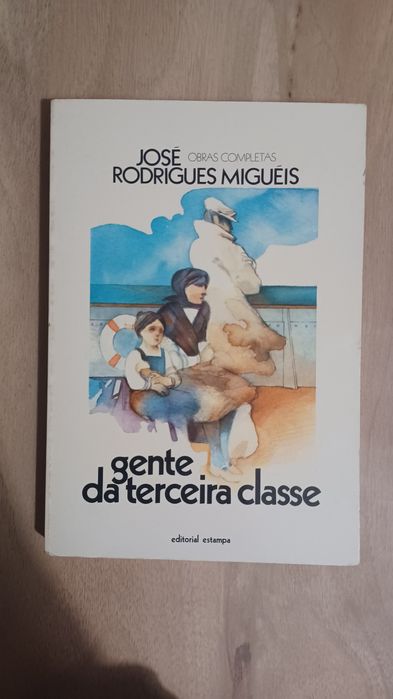 JOSÉ OBRAS COMPLETAS
RODRIGUES MIGUÉIS
gente
da terceira classe
editorial estampa